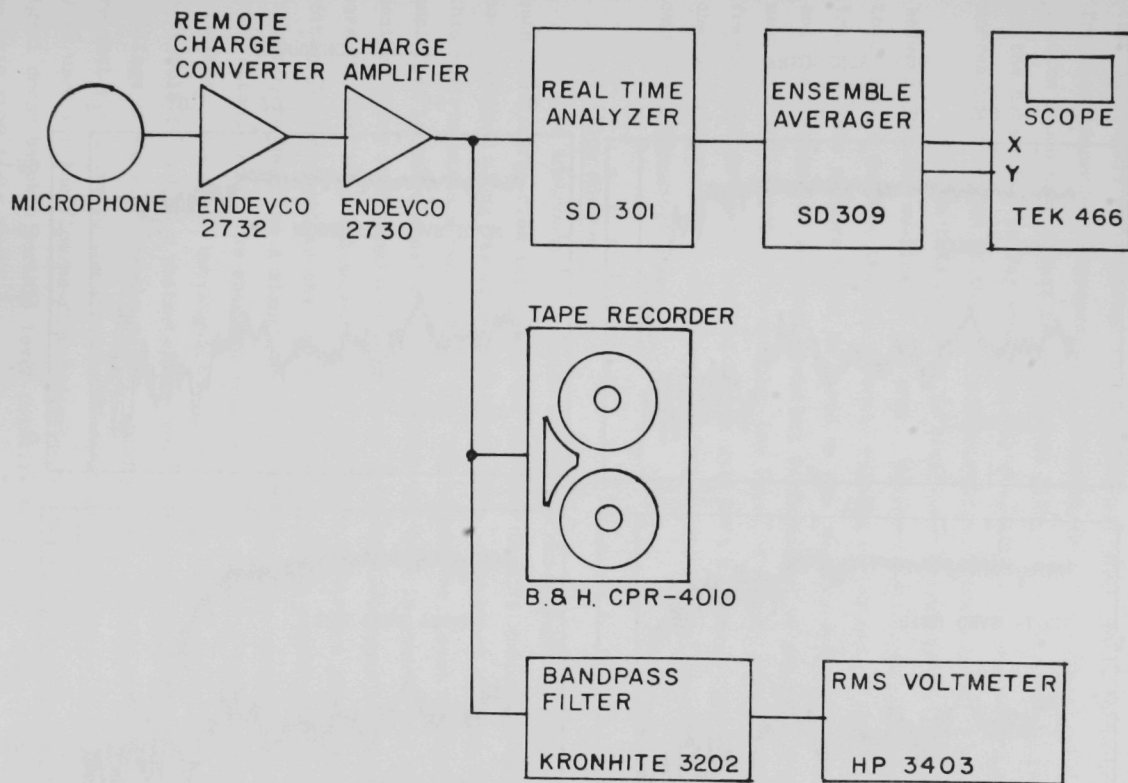 REMOTE
CHARGE
CONVERTER
CHARGE
AMPLIFIER
MICROPHONE
ENDEVCO
2732
ENDEVCO
2730
REAL TIME
ANALYZER
SD 301
ENSEMBLE
AVERAGER
SD 309
SCOPE
X
Y
TEK 466
TAPE RECORDER
B.& H. CPR-4010
BANDPASS
FILTER
KRONHITE 3202
RMS VOLTMETER
HP 3403